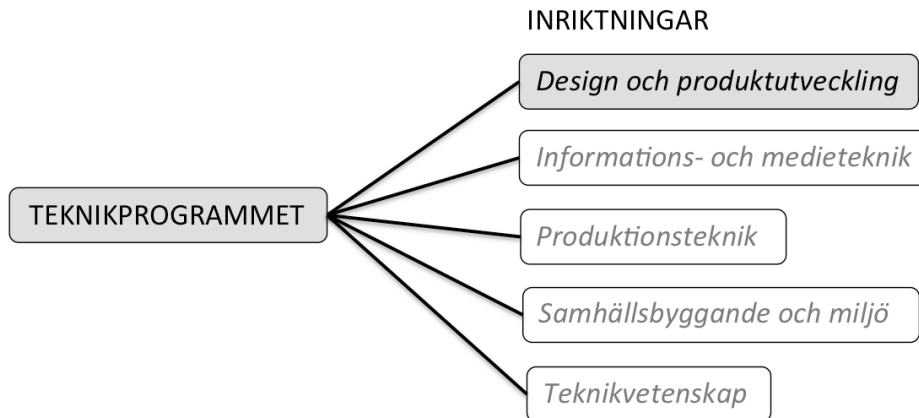 INRIKTNINGAR
Design och produktutveckling
Informations- och medieteknik
TEKNIKPROGRAMMET
Produktionsteknik
Samhällsbyggande och miljö
Teknikvetenskap